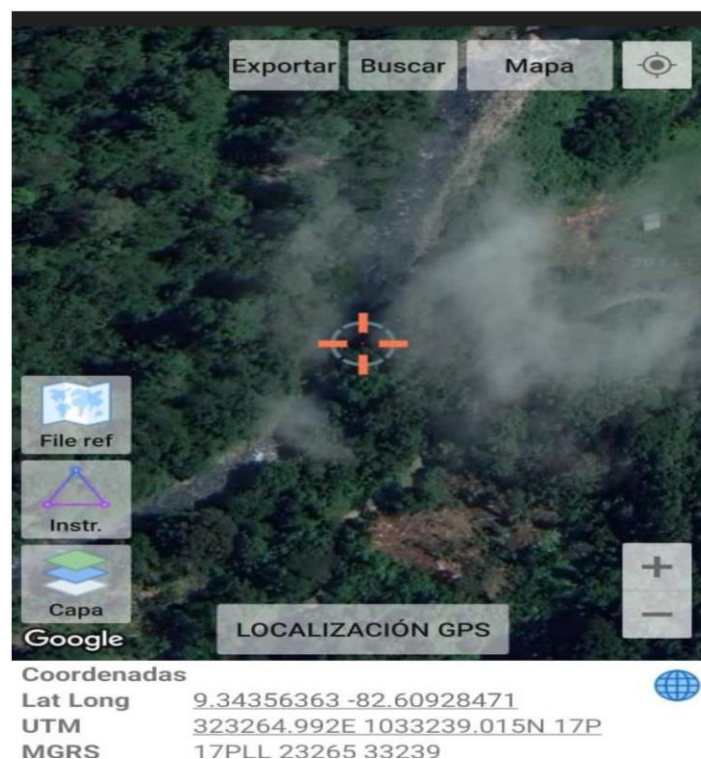 Exportar Buscar Mapa
File ref
Instr.
Capa
Google
LOCALIZACIÓN GPS
Coordenadas
Lat Long 9.34356363 -82.60928471
UTM 323264.992E 1033239.015N 17P
MGRS 17PLL 23265 33239